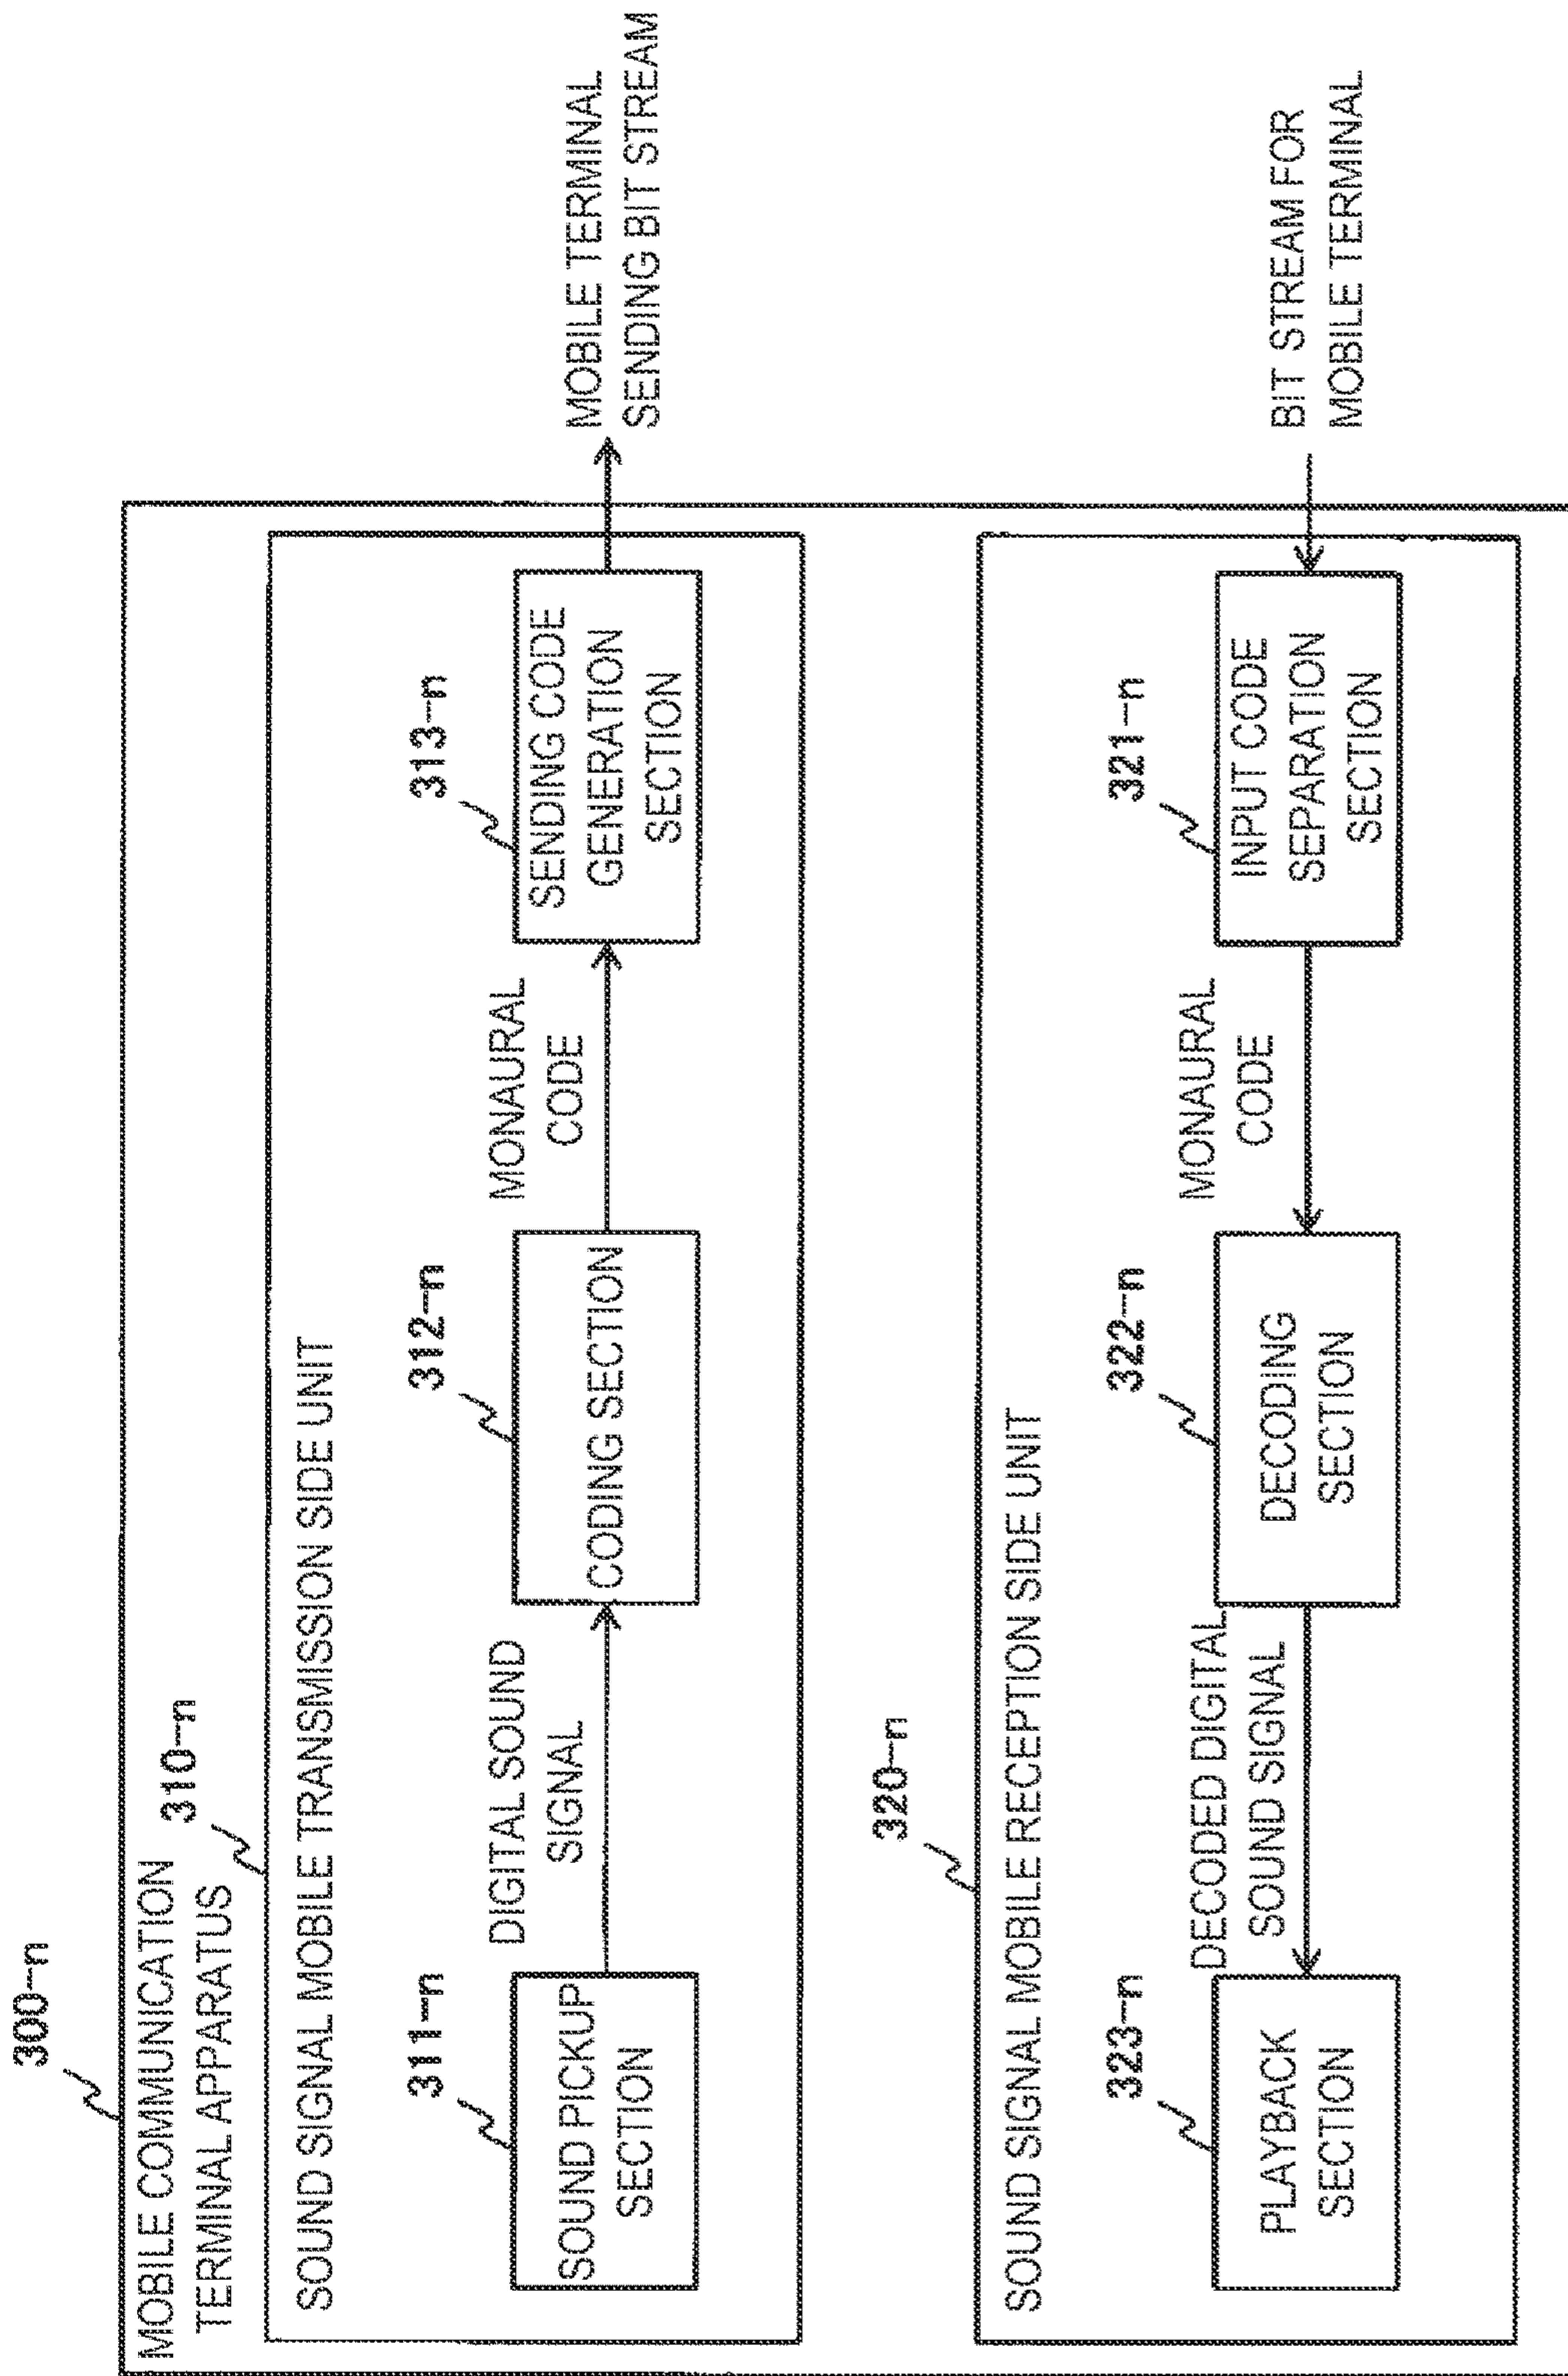 300-n
MOBILE COMMUNICATION
TERMINAL APPARATUS
310-n
SOUND SIGNAL MOBILE TRANSMISSION SIDE UNIT
311-n
SOUND PICKUP
SECTION
DIGITAL SOUND
SIGNAL
312-n
CODING SECTION
MONAURAL
CODE
313-n
SENDING CODE
GENERATION
SECTION
MOBILE TERMINAL
SENDING BIT STREAM
320-n
SOUND SIGNAL MOBILE RECEPTION SIDE UNIT
323-n
PLAYBACK
SECTION
DECODED DIGITAL
SOUND SIGNAL
322-n
DECODING
SECTION
MONAURAL
CODE
321-n
INPUT CODE
SEPARATION
SECTION
BIT STREAM FOR
MOBILE TERMINAL